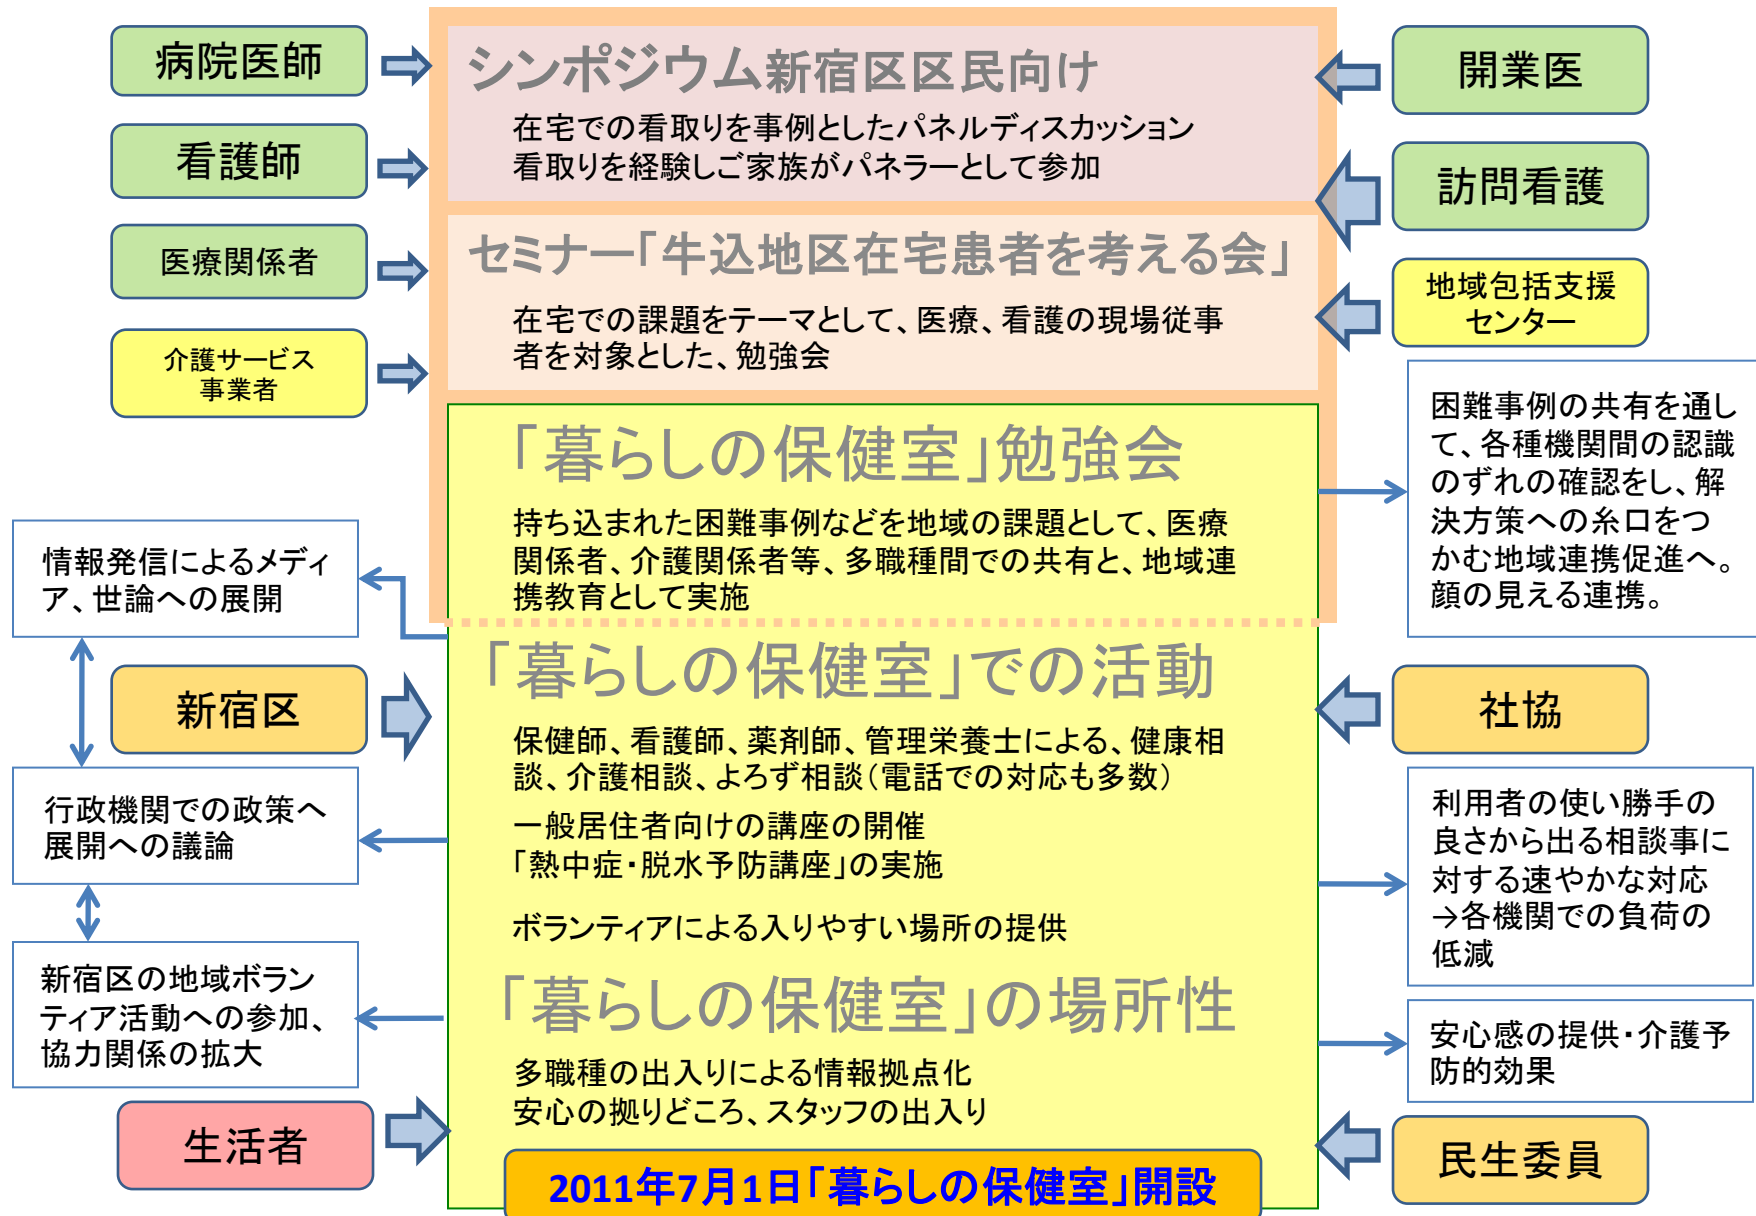 病院医師
看護師
医療関係者
介護サービス
事業者
シンポジウム新宿区区民向け
在宅での看取りを事例としたパネルディスカッション
看取りを経験しご家族がパネラーとして参加
セミナー「牛込地区在宅患者を考える会」
在宅での課題をテーマとして、医療、看護の現場従事
者を対象とした、勉強会
開業医
訪問看護
地域包括支援
センター
「暮らしの保健室」勉強会
持ち込まれた困難事例などを地域の課題として、医療
関係者、介護関係者等、多職種間での共有と、地域連
携教育として実施
困難事例の共有を通し
て、各種機関間の認識
のずれの確認をし、解
決方策への糸口をつ
かむ地域連携促進へ。
顔の見える連携。
情報発信によるメディ
ア、世論への展開
新宿区
行政機関での政策へ
展開への議論
新宿区の地域ボラン
ティア活動への参加、
協力関係の拡大
生活者
「暮らしの保健室」での活動
保健師、看護師、薬剤師、管理栄養士による、健康相
談、介護相談、よろず相談（電話での対応も多数）
一般居住者向けの講座の開催
「熱中症・脱水予防講座」の実施
ボランティアによる入りやすい場所の提供
「暮らしの保健室」の場所性
多職種の出入りによる情報拠点化
安心の拠りどころ、スタッフの出入り
2011年7月1日「暮らしの保健室」開設
社協
利用者の使い勝手の
良さから出る相談事に
対する速やかな対応
→各機関での負荷の
低減
安心感の提供・介護予
防的効果
民生委員